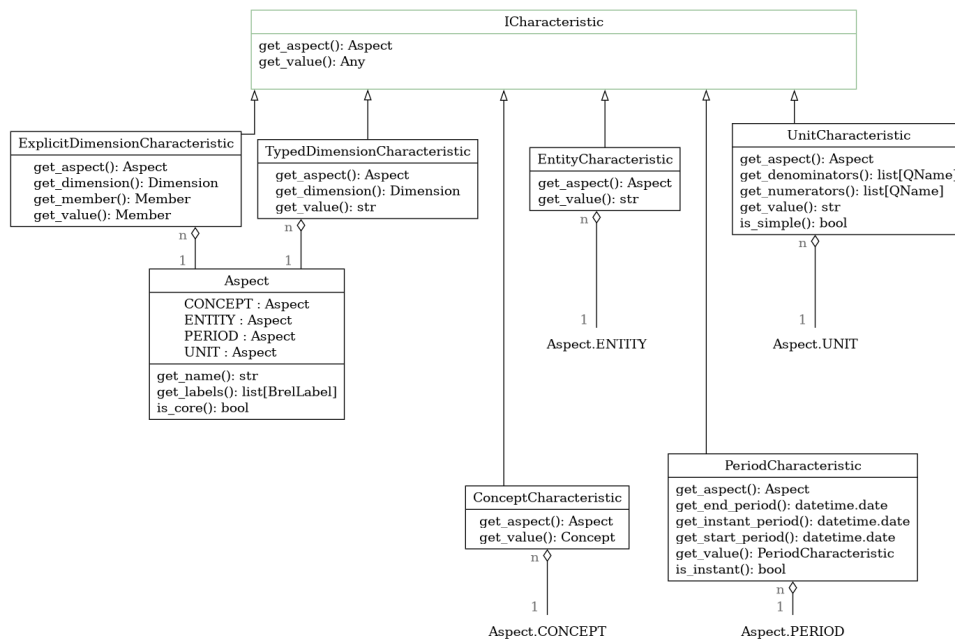 ICharacteristic
get_aspect(): Aspect
get_value(): Any
ExplicitDimensionCharacteristic
get_aspect(): Aspect
get_dimension(): Dimension
get_member(): Member
get_value(): Member
n
1
TypedDimensionCharacteristic
get_aspect(): Aspect
get_dimension(): Dimension
get_value(): str
n
1
EntityCharacteristic
get_aspect(): Aspect
get_value(): str
n
1
Aspect.ENTITY
UnitCharacteristic
get_aspect(): Aspect
get_denominators(): list[QName]
get_numerators(): list[QName]
get_value(): str
is_simple(): bool
n
1
Aspect.UNIT
Aspect
CONCEPT : Aspect
ENTITY : Aspect
PERIOD : Aspect
UNIT : Aspect
get_name(): str
get_labels(): list[BrelLabel]
is_core(): bool
ConceptCharacteristic
get_aspect(): Aspect
get_value(): Concept
n
1
Aspect.CONCEPT
PeriodCharacteristic
get_aspect(): Aspect
get_end_period(): datetime.date
get_instant_period(): datetime.date
get_start_period(): datetime.date
get_value(): PeriodCharacteristic
is_instant(): bool
n
1
Aspect.PERIOD